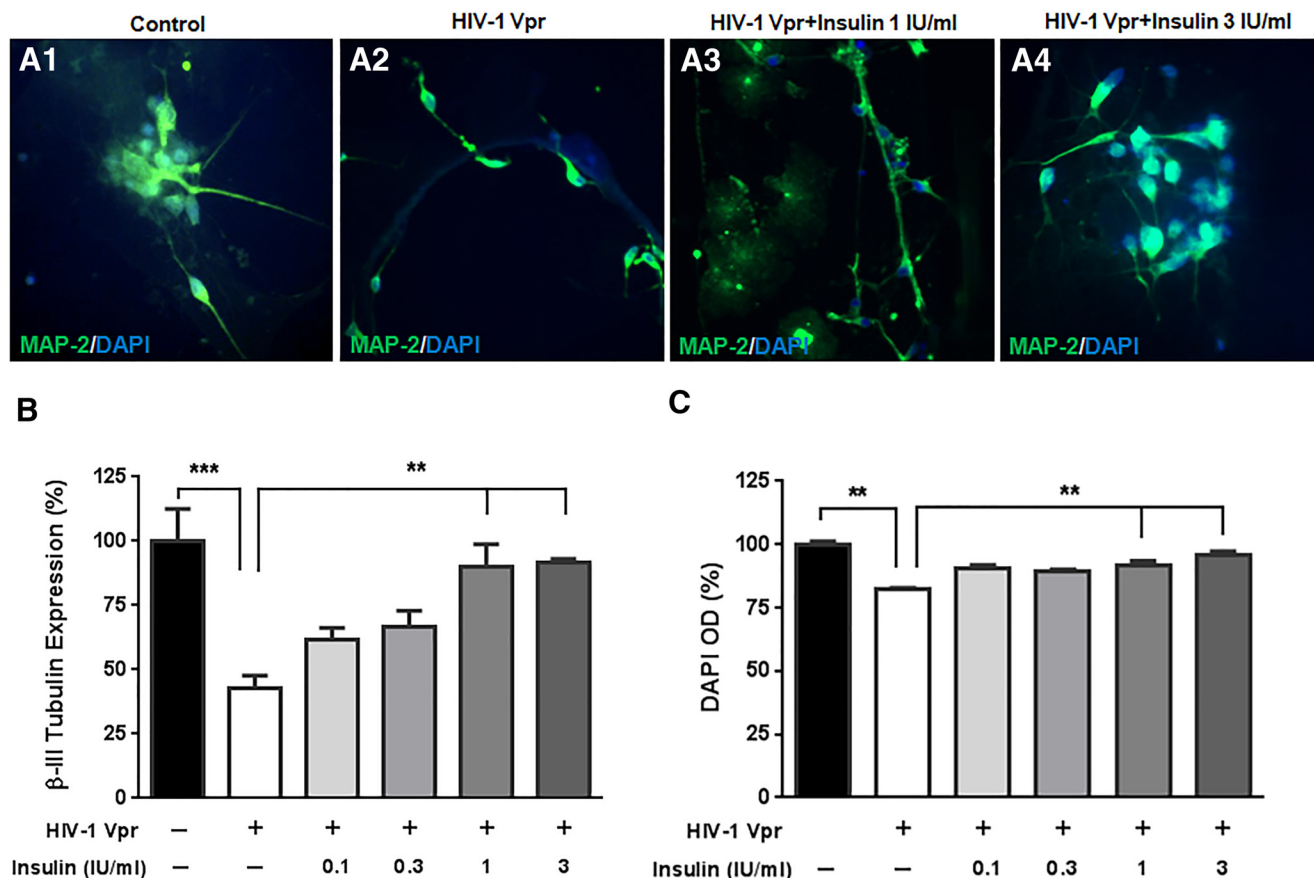 Control HIV-1 Vpr HIV-1 Vpr+Insulin 1 IU/ml HIV-1 Vpr+Insulin 3 IU/ml
A1 A2 A3 A4
MAP-2/DAPI MAP-2/DAPI MAP-2/DAPI MAP-2/DAPI
B
β-III Tubulin Expression (%)
125
100
75
50
25
0
*** **
HIV-1 Vpr – + + + + +
Insulin (IU/ml) – – 0.1 0.3 1 3
C
DAPI OD (%)
125
100
75
50
25
0
** **
HIV-1 Vpr – + + + + +
Insulin (IU/ml) – – 0.1 0.3 1 3